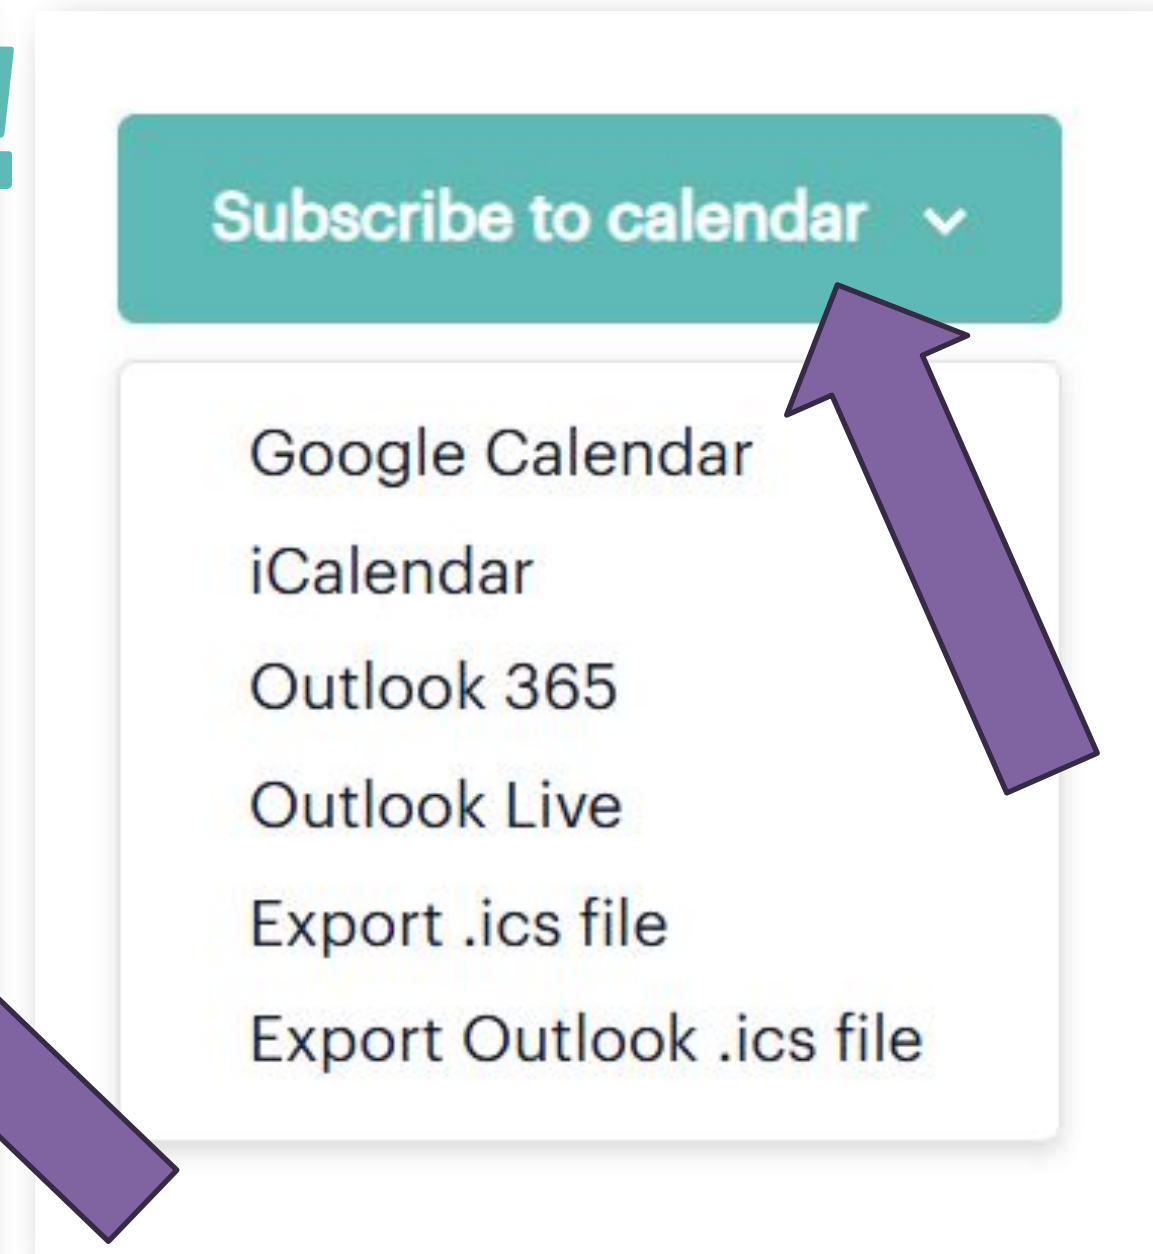 !
Subscribe to calendar
Google Calendar
iCalendar
Outlook 365
Outlook Live
Export .ics file
Export Outlook .ics file